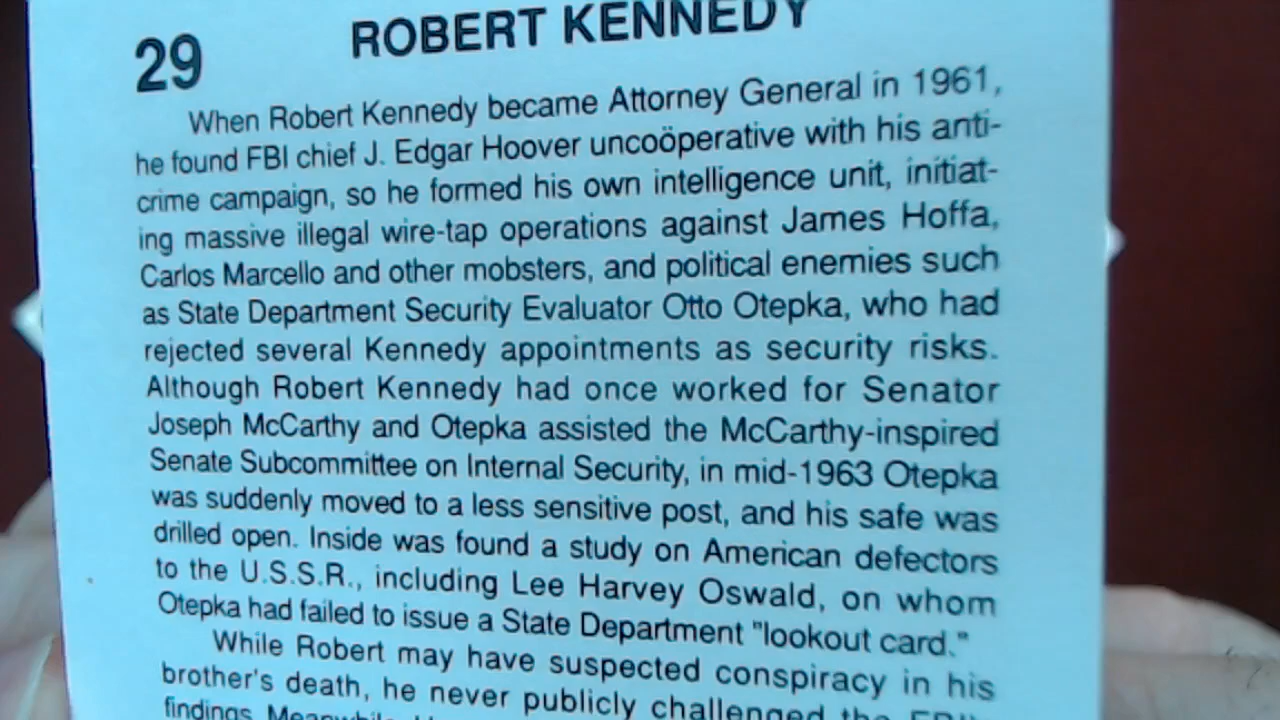 29
ROBERT KENNEDY
When Robert Kennedy became Attorney General in 1961,
he found FBI chief J. Edgar Hoover uncoöperative with his anti-
crime campaign, so he formed his own intelligence unit, initiat-
ing massive illegal wire-tap operations against James Hoffa,
Carlos Marcello and other mobsters, and political enemies such
as State Department Security Evaluator Otto Otepka, who had
rejected several Kennedy appointments as security risks.
Although Robert Kennedy had once worked for Senator
Joseph McCarthy and Otepka assisted the McCarthy-inspired
Senate Subcommittee on Internal Security, in mid-1963 Otepka
was suddenly moved to a less sensitive post, and his safe was
drilled open. Inside was found a study on American defectors
to the U.S.S.R., including Lee Harvey Oswald, on whom
Otepka had failed to issue a State Department "lookout card."
While Robert may have suspected conspiracy in his
brother's death, he never publicly challenged the
findings. Meanwhile,